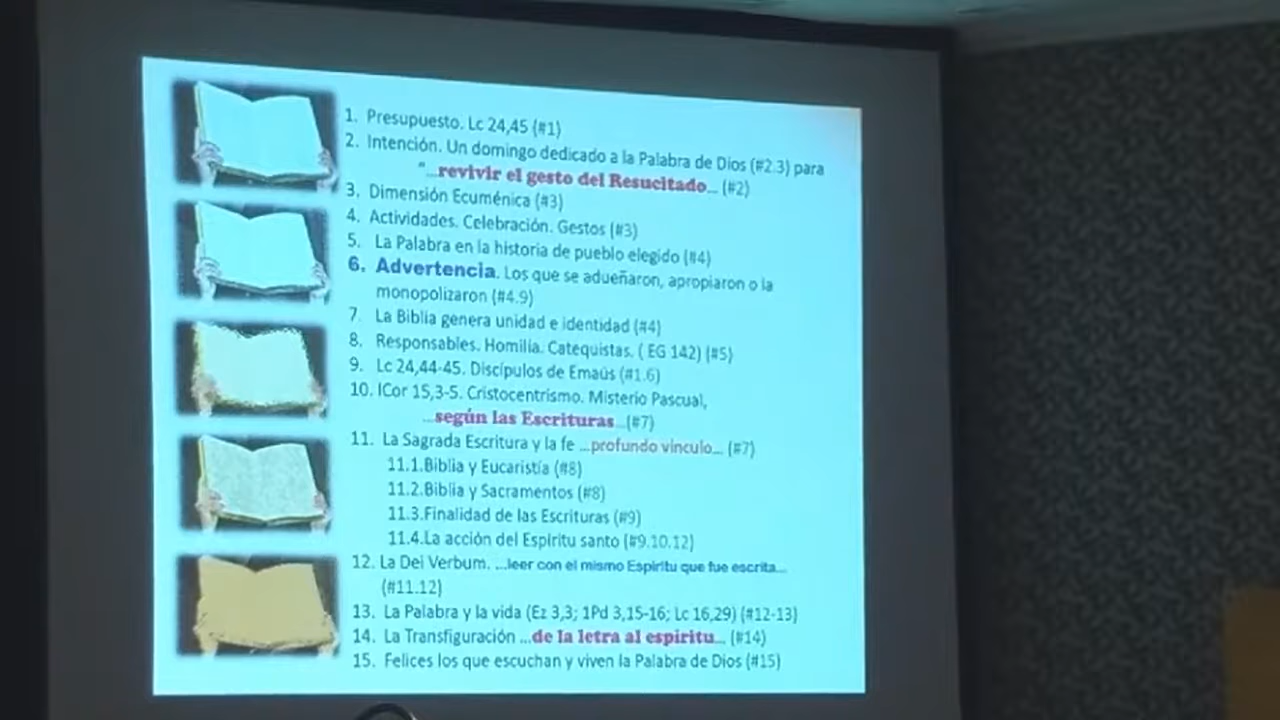 1. Presupuesto. Lc 24,45 (#1)
2. Intención. Un domingo dedicado a la Palabra de Dios (#2.3) para
"...revivir el gesto del Resucitado... (#2)
3. Dimensión Ecuménica (#3)
4. Actividades. Celebración. Gestos (#3)
5. La Palabra en la historia de pueblo elegido (#4)
6. Advertencia. Los que se adueñaron, apropiaron o la
monopolizaron (#4.9)
7. La Biblia genera unidad e identidad (#4)
8. Responsables. Homilía. Catequistas. ( EG 142) (#5)
9. Lc 24,44-45. Discípulos de Emaús (#1.6)
10. ICor 15,3-5. Cristocentrismo. Misterio Pascual,
...según las Escrituras...(#7)
11. La Sagrada Escritura y la fe ...profundo vínculo... (#7)
11.1.Biblia y Eucaristía (#8)
11.2.Biblia y Sacramentos (#8)
11.3.Finalidad de las Escrituras (#9)
11.4.La acción del Espíritu santo (#9.10.12)
12. La Dei Verbum. ...leer con el mismo Espíritu que fue escrita...
(#11.12)
13. La Palabra y la vida (Ez 3,3; 1Pd 3,15-16; Lc 16,29) (#12-13)
14. La Transfiguración ...de la letra al espíritu... (#14)
15. Felices los que escuchan y viven la Palabra de Dios (#15)